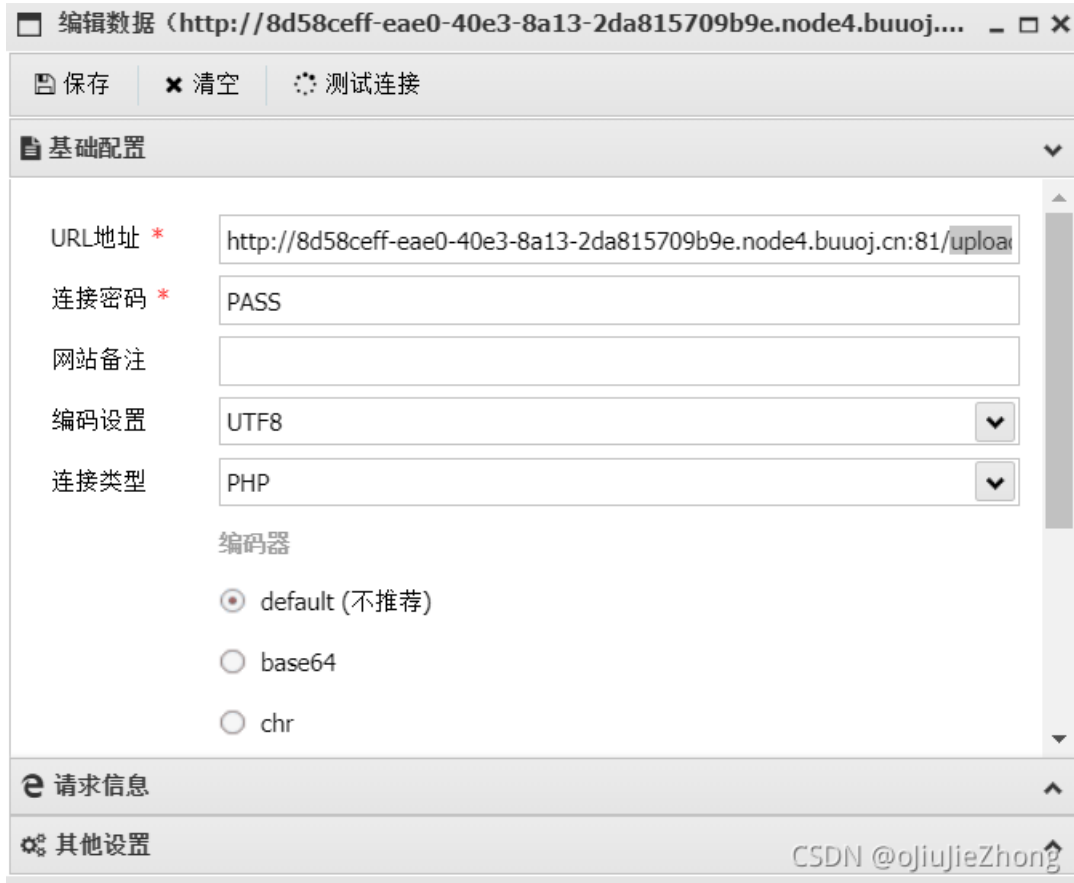 编辑数据（http://8d58ceff-eae0-40e3-8a13-2da815709b9e.node4.buuoj....
保存 清空 测试连接
基础配置
URL地址 * http://8d58ceff-eae0-40e3-8a13-2da815709b9e.node4.buuoj.cn:81/upload
连接密码 * PASS
网站备注
编码设置 UTF8
连接类型 PHP
编码器
default (不推荐)
base64
chr
请求信息
其他设置
CSDN @oJiuJieZhong